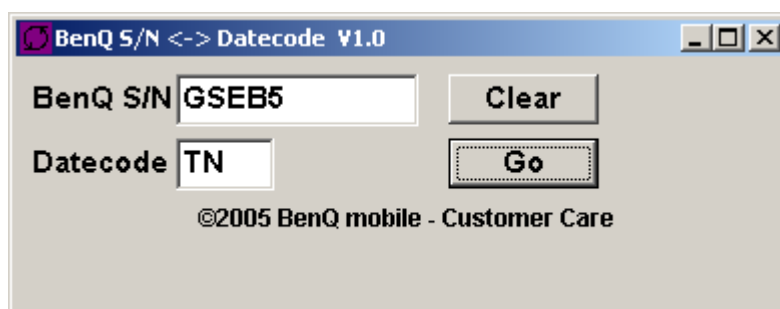 BenQ S/N <-> Datecode V1.0
BenQ S/N GSEB5 Clear
Datecode TN Go
©2005 BenQ mobile - Customer Care